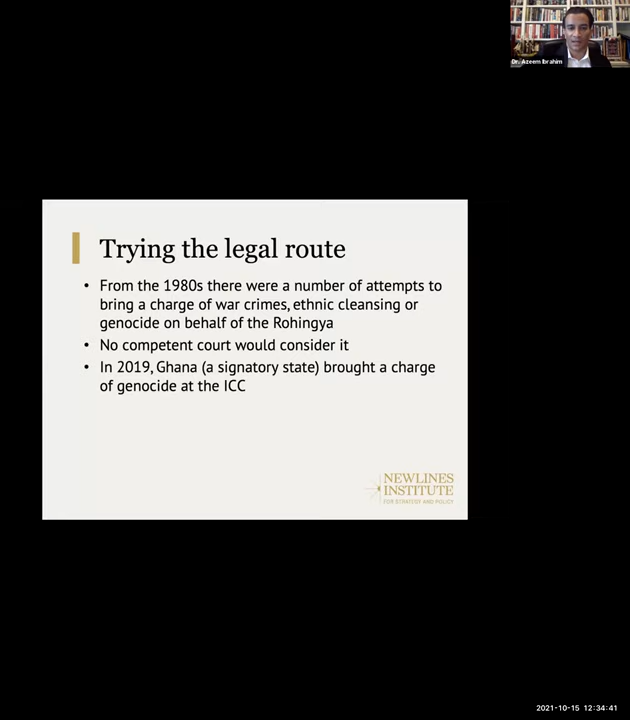 Dr. Azeem Ibrahim
Trying the legal route
• From the 1980s there were a number of attempts to
bring a charge of war crimes, ethnic cleansing or
genocide on behalf of the Rohingya
• No competent court would consider it
• In 2019, Ghana (a signatory state) brought a charge
of genocide at the ICC
NEWLINES
INSTITUTE
FOR STRATEGY AND POLICY
2021-10-15 12:34:41